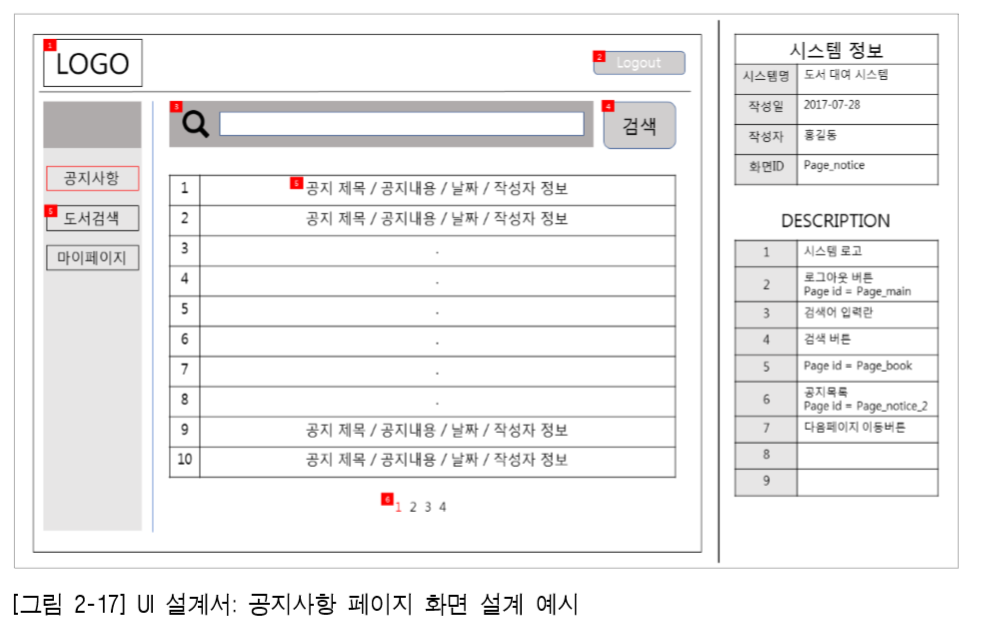 1
LOGO
2
Logout
3
4
검색
공지사항
5
도서검색
마이페이지
1
5
공지 제목 / 공지내용 / 날짜 / 작성자 정보
2 공지 제목 / 공지내용 / 날짜 / 작성자 정보
3 .
4 .
5 .
6 .
7 .
8 .
9 공지 제목 / 공지내용 / 날짜 / 작성자 정보
10 공지 제목 / 공지내용 / 날짜 / 작성자 정보
6
1 2 3 4
시스템 정보
시스템명 도서 대여 시스템
작성일 2017-07-28
작성자 홍길동
화면ID Page_notice
DESCRIPTION
1 시스템 로고
2 로그아웃 버튼
Page id = Page_main
3 검색어 입력란
4 검색 버튼
5 Page id = Page_book
6 공지목록
Page id = Page_notice_2
7 다음페이지 이동버튼
8
9
[그림 2-17] UI 설계서: 공지사항 페이지 화면 설계 예시